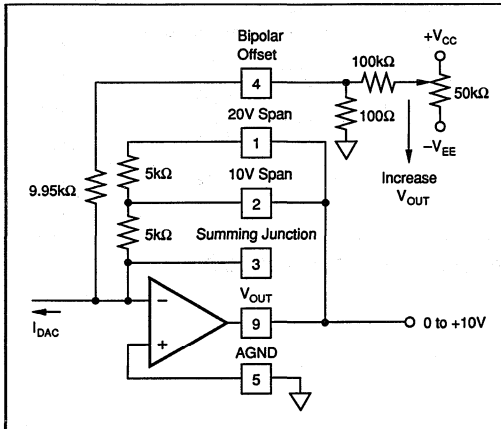 Bipolar
Offset
4
100kΩ
+VCC
50kΩ
100Ω
–VEE
Increase
VOUT
20V Span
1
5kΩ
9.95kΩ
10V Span
2
5kΩ
Summing Junction
3
–
+
IDAC
VOUT
9
0 to +10V
AGND
5